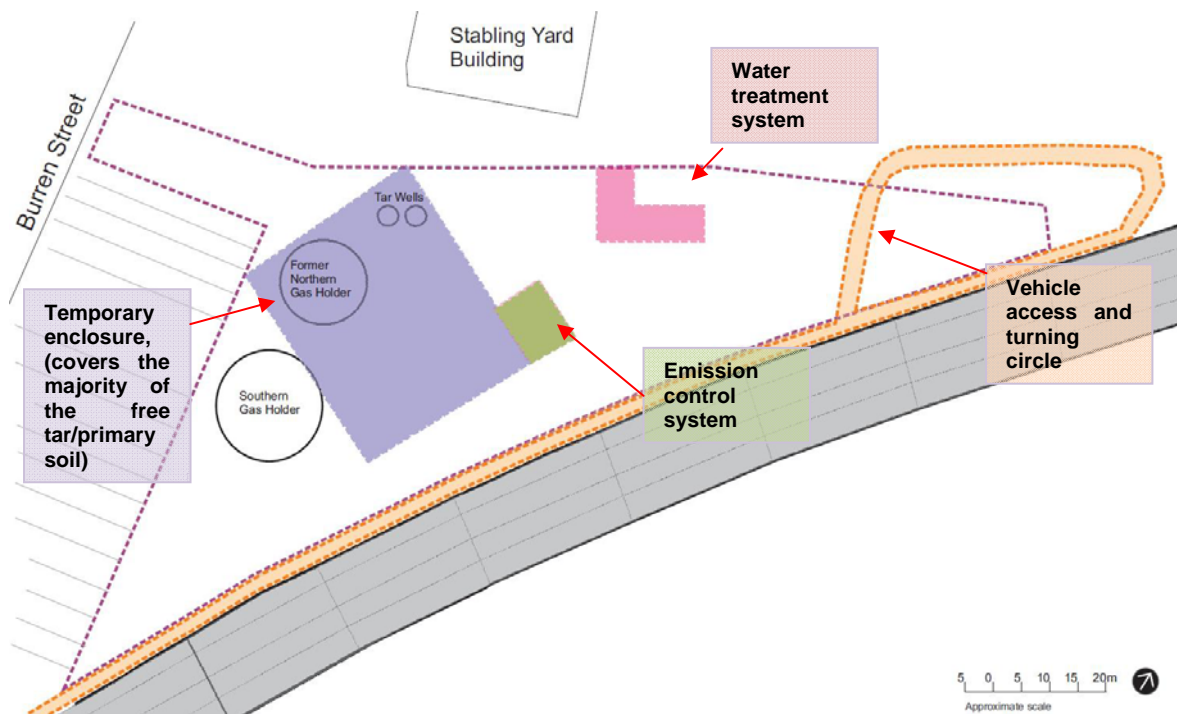 Stabling Yard
Building
Water
treatment
system
Burren Street
Tar Wells
Former
Northern
Gas Holder
Temporary
enclosure,
(covers the
majority of
the free
tar/primary
soil)
Southern
Gas Holder
Emission
control
system
Vehicle
access and
turning
circle
5 0 5 10 15 20m
Approximate scale